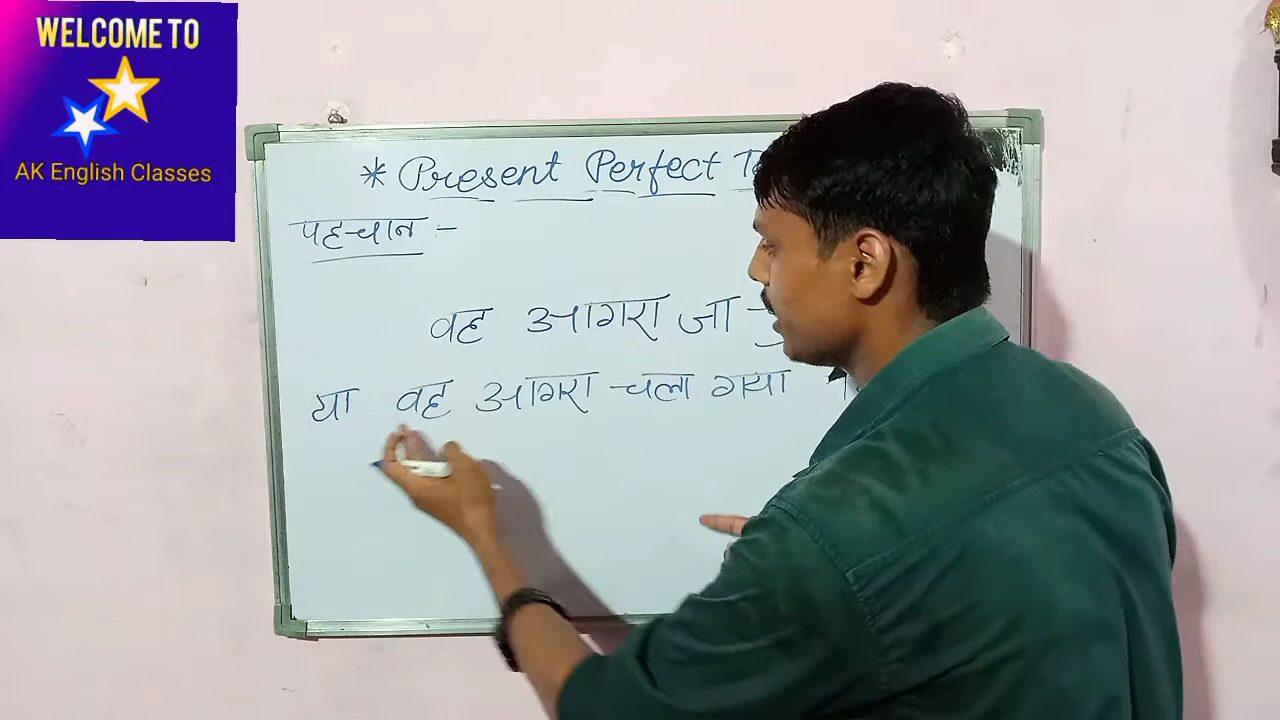 WELCOME TO
AK English Classes
* Present Perfect
पहचान :-
वह आगरा जा
या वह आगरा चला गया